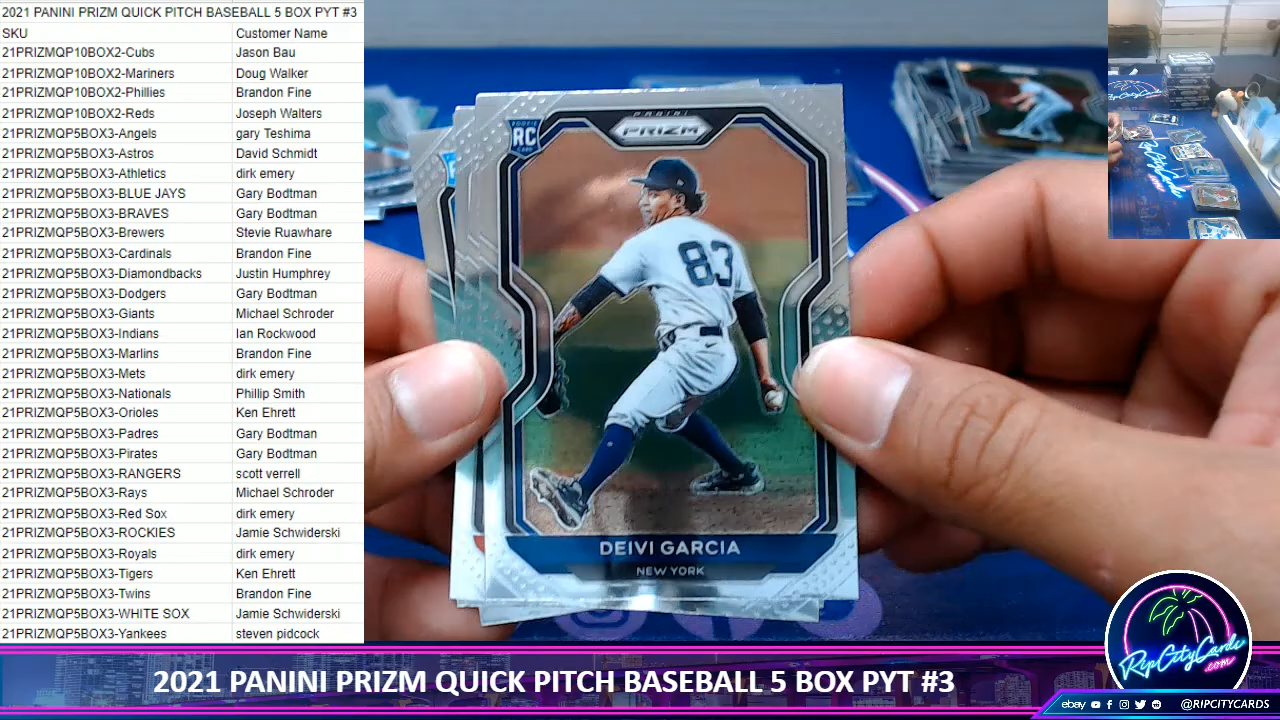 2021 PANINI PRIZM QUICK PITCH BASEBALL 5 BOX PYT #3
SKU Customer Name
21PRIZMQP10BOX2-Cubs Jason Bau
21PRIZMQP10BOX2-Mariners Doug Walker
21PRIZMQP10BOX2-Phillies Brandon Fine
21PRIZMQP10BOX2-Reds Joseph Walters
21PRIZMQP5BOX3-Angels gary Teshima
21PRIZMQP5BOX3-Astros David Schmidt
21PRIZMQP5BOX3-Athletics dirk emery
21PRIZMQP5BOX3-BLUE JAYS Gary Bodtman
21PRIZMQP5BOX3-BRAVES Gary Bodtman
21PRIZMQP5BOX3-Brewers Stevie Ruawhare
21PRIZMQP5BOX3-Cardinals Brandon Fine
21PRIZMQP5BOX3-Diamondbacks Justin Humphrey
21PRIZMQP5BOX3-Dodgers Gary Bodtman
21PRIZMQP5BOX3-Giants Michael Schroder
21PRIZMQP5BOX3-Indians Ian Rockwood
21PRIZMQP5BOX3-Marlins Brandon Fine
21PRIZMQP5BOX3-Mets dirk emery
21PRIZMQP5BOX3-Nationals Phillip Smith
21PRIZMQP5BOX3-Orioles Ken Ehrett
21PRIZMQP5BOX3-Padres Gary Bodtman
21PRIZMQP5BOX3-Pirates Gary Bodtman
21PRIZMQP5BOX3-RANGERS scott verrell
21PRIZMQP5BOX3-Rays Michael Schroder
21PRIZMQP5BOX3-Red Sox dirk emery
21PRIZMQP5BOX3-ROCKIES Jamie Schwiderski
21PRIZMQP5BOX3-Royals dirk emery
21PRIZMQP5BOX3-Tigers Ken Ehrett
21PRIZMQP5BOX3-Twins Brandon Fine
21PRIZMQP5BOX3-WHITE SOX Jamie Schwiderski
21PRIZMQP5BOX3-Yankees steven pidcock
PANINI
PRIZM
ROOKIE
RC
CARD
83
DEIVI GARCIA
NEW YORK
RipCityCards
.com
2021 PANINI PRIZM QUICK PITCH BASEBALL 5 BOX PYT #3
ebay @RIPCITYCARDS